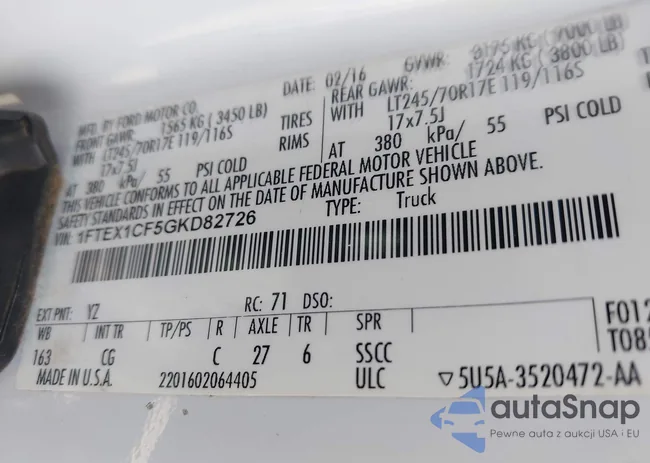 MFD. BY FORD MOTOR CO. DATE: 02/16 GVWR: 3175 KG (7000 LB)
FRONT GAWR: 1565 KG (3450 LB) REAR GAWR: 1724 KG (3800 LB)
WITH LT245/70R17E 119/116S TIRES WITH LT245/70R17E 119/116S
17x7.5J RIMS 17x7.5J
AT 380 kPa/ 55 PSI COLD AT 380 kPa/ 55 PSI COLD
THIS VEHICLE CONFORMS TO ALL APPLICABLE FEDERAL MOTOR VEHICLE
SAFETY STANDARDS IN EFFECT ON THE DATE OF MANUFACTURE SHOWN ABOVE.
VIN: 1FTEX1CF5GKD82726 TYPE: Truck
EXT PNT: YZ RC: 71 DSO:
WB INT TR TP/PS R AXLE TR SPR
163 CG C 27 6 SSCC
MADE IN U.S.A. 2201602064405 ULC ▽5U5A-3520472-AA
autaSnap
Pewne auta z aukcji USA i EU